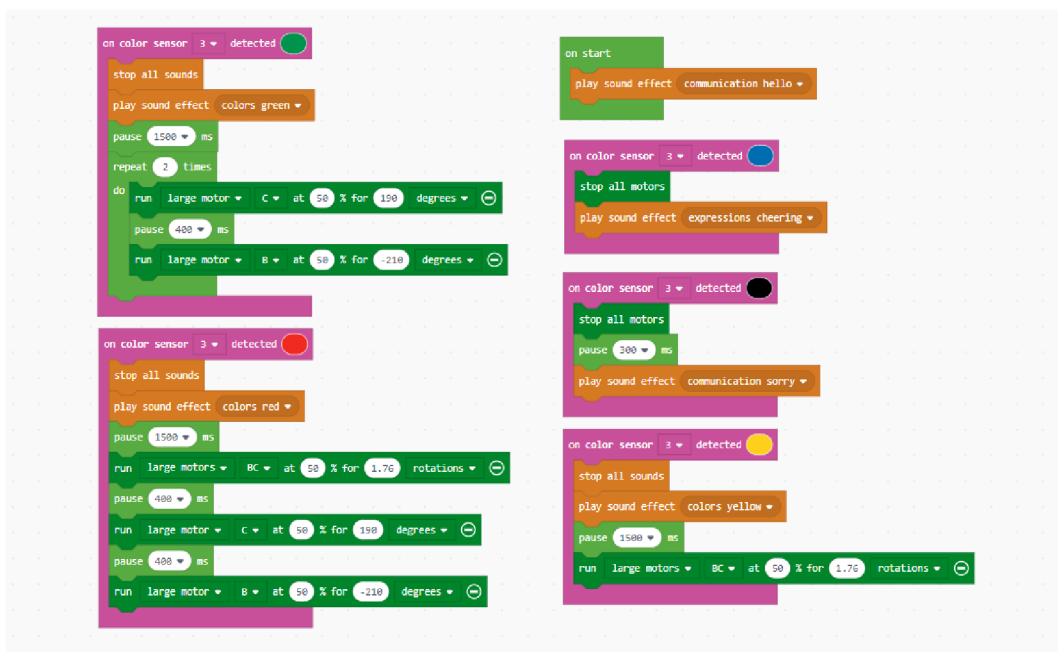 on color sensor 3 detected
stop all sounds
play sound effect colors green
pause 1500 ms
repeat 2 times
do
run large motor C at 50 % for 190 degrees
pause 400 ms
run large motor B at 50 % for -210 degrees
on color sensor 3 detected
stop all sounds
play sound effect colors red
pause 1500 ms
run large motors BC at 50 % for 1.76 rotations
pause 400 ms
run large motor C at 50 % for 190 degrees
pause 400 ms
run large motor B at 50 % for -210 degrees
on start
play sound effect communication hello
on color sensor 3 detected
stop all motors
play sound effect expressions cheering
on color sensor 3 detected
stop all motors
pause 300 ms
play sound effect communication sorry
on color sensor 3 detected
stop all sounds
play sound effect colors yellow
pause 1500 ms
run large motors BC at 50 % for 1.76 rotations